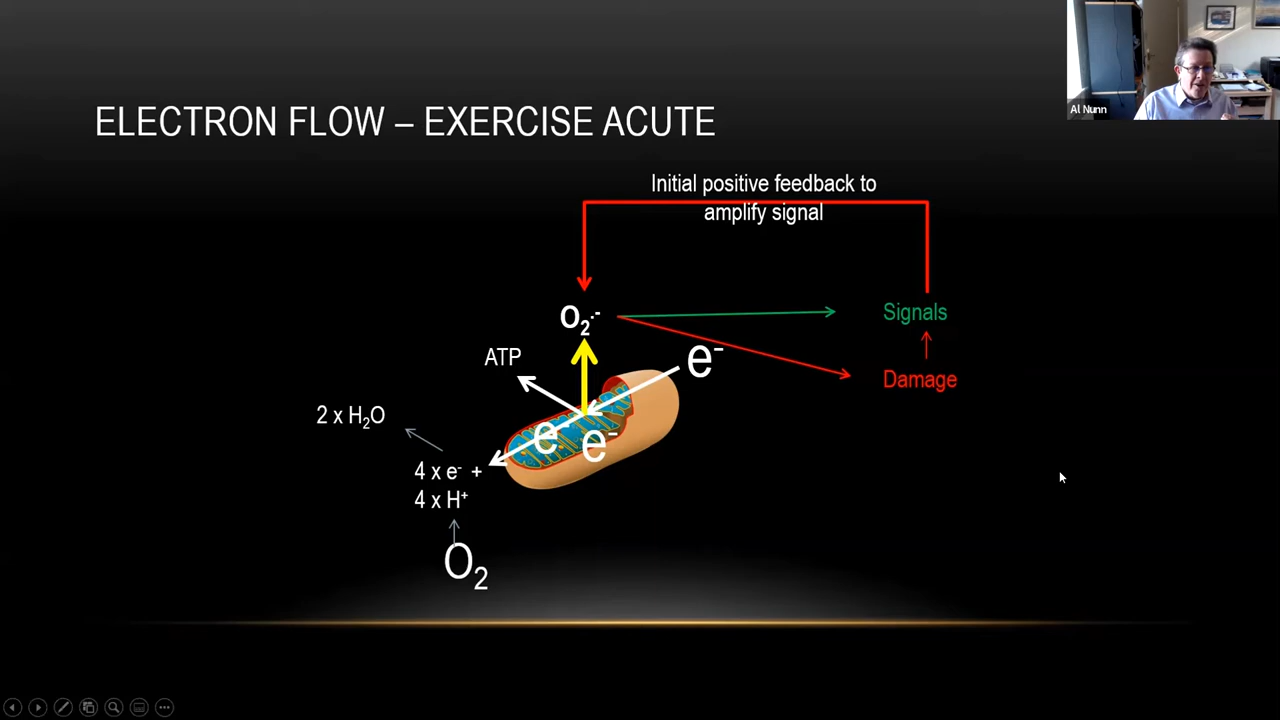 Al Nunn
ELECTRON FLOW – EXERCISE ACUTE
Initial positive feedback to
amplify signal
O₂·⁻
Signals
ATP
e⁻
Damage
2 x H₂O
e
e⁻
4 x e⁻ +
4 x H⁺
O₂